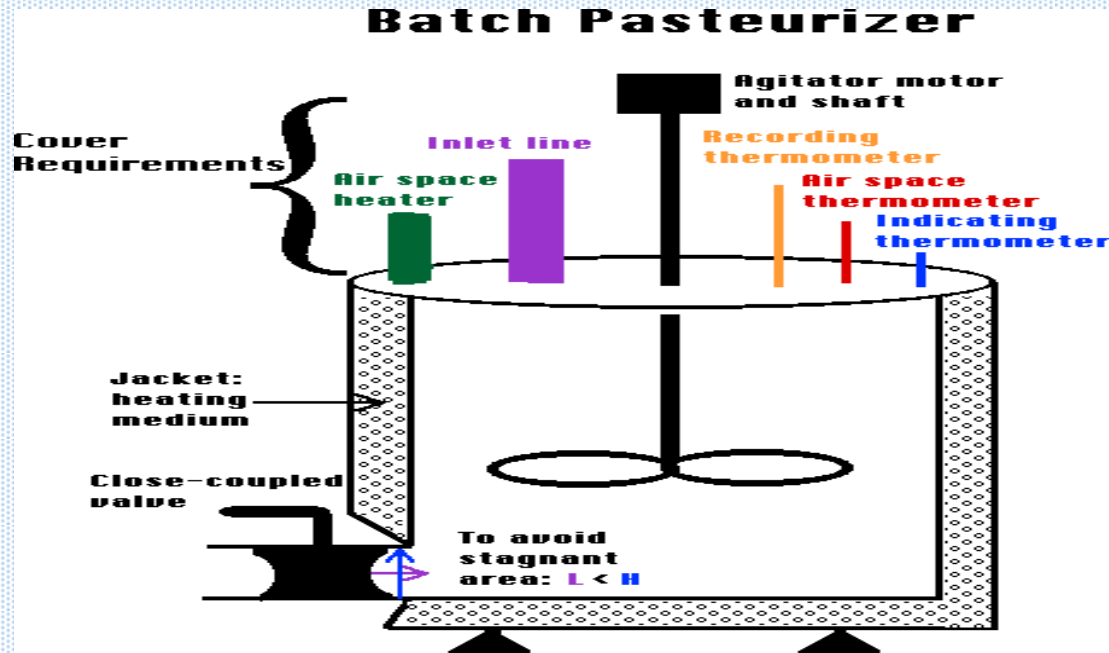 Batch Pasteurizer
Agitator motor
and shaft
Cover
Requirements
Inlet line
Recording
thermometer
Air space
heater
Air space
thermometer
Indicating
thermometer
Jacket:
heating
medium
Close-coupled
valve
To avoid
stagnant
area: L < H